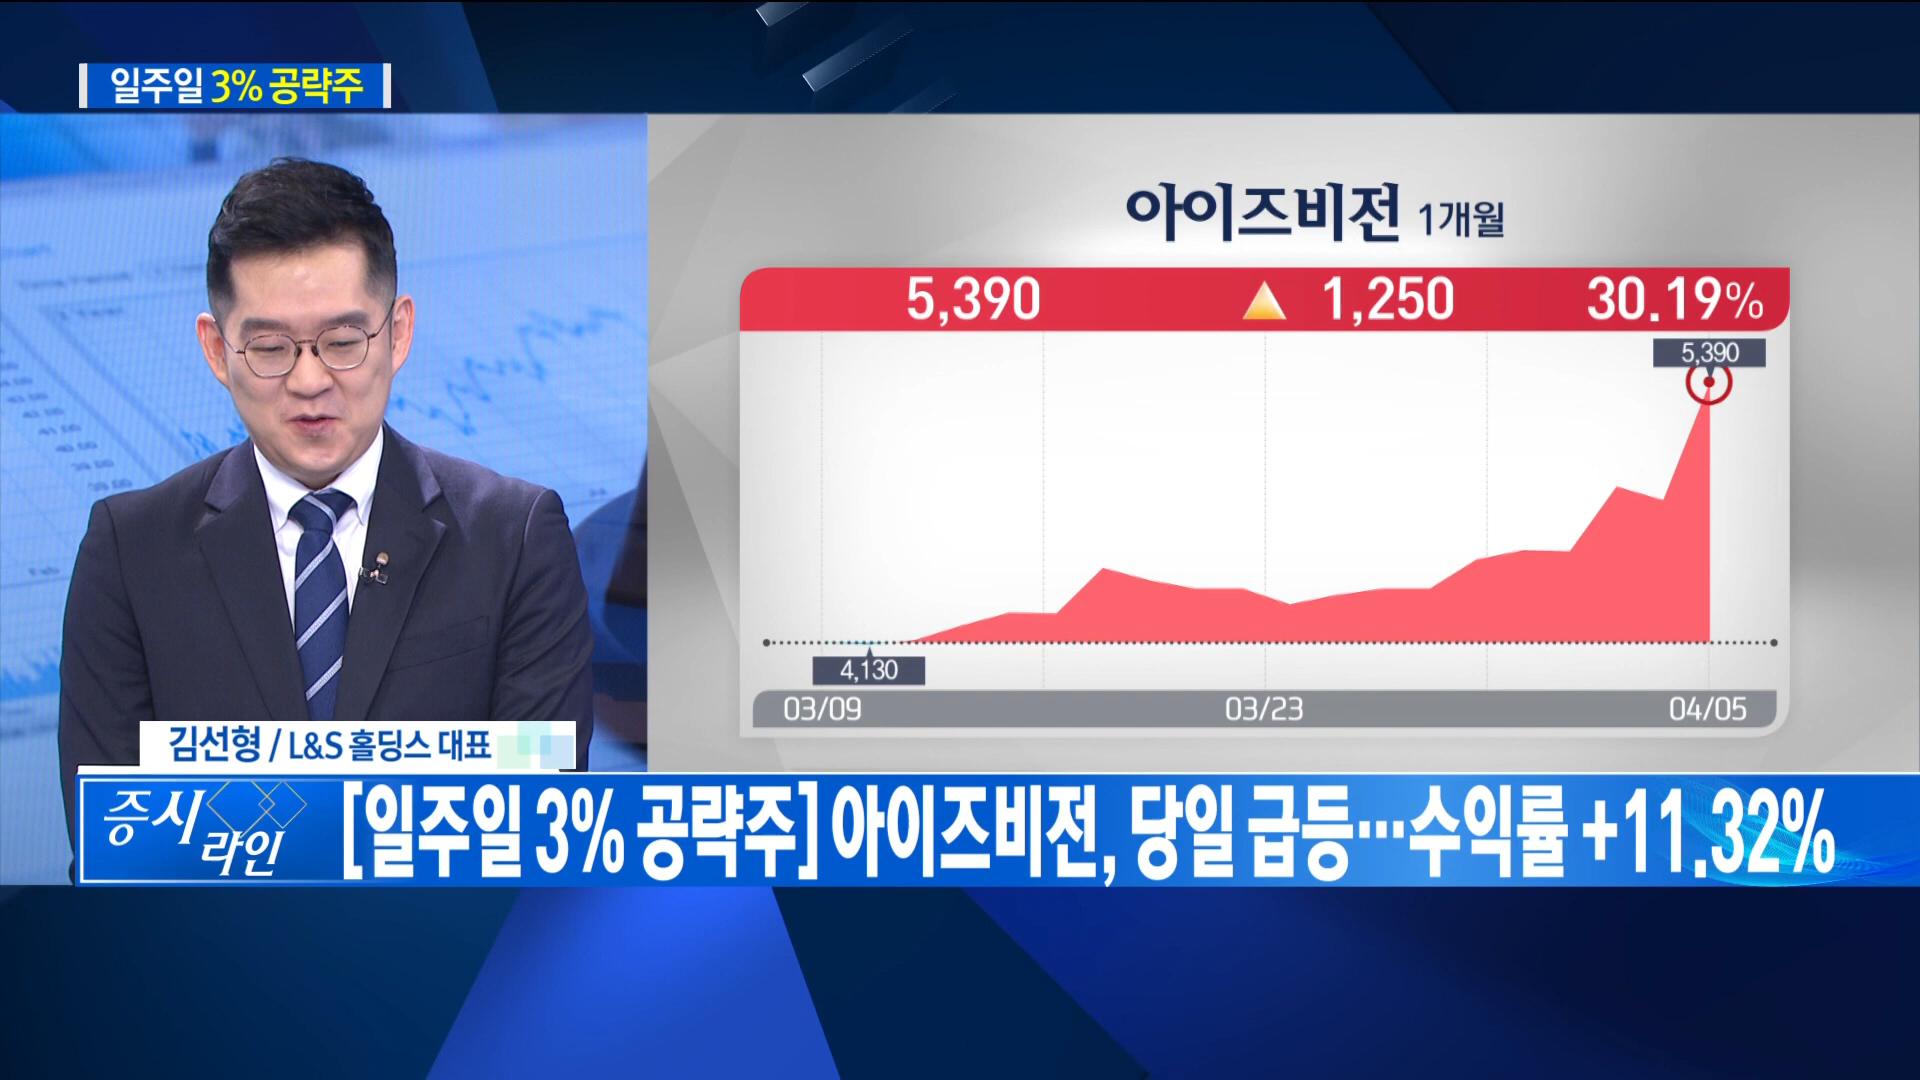 일주일 3% 공략주
아이즈비전 1개월
5,390 ▲ 1,250 30.19%
5,390
4,130
03/09 03/23 04/05
김선형 / L&S 홀딩스 대표
증시라인
[일주일 3% 공략주] 아이즈비전, 당일 급등…수익률 +11.32%